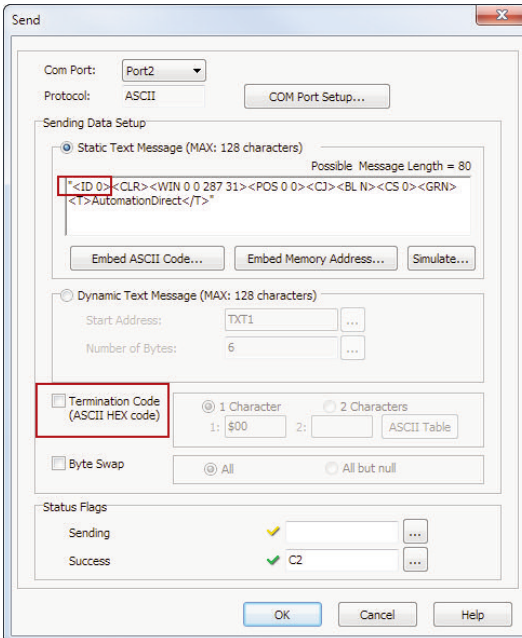 Send
Com Port: Port2
Protocol: ASCII COM Port Setup...
Sending Data Setup
Static Text Message (MAX: 128 characters)
Possible Message Length = 80
"<ID 0><CLR><WIN 0 0 287 31><POS 0 0><CJ><BL N><CS 0><GRN>
<T>AutomationDirect</T>"
Embed ASCII Code... Embed Memory Address... Simulate...
Dynamic Text Message (MAX: 128 characters)
Start Address: TXT1 ...
Number of Bytes: 6 ...
Termination Code 1 Character 2 Characters
(ASCII HEX code) 1: $00 2: ASCII Table
Byte Swap All All but null
Status Flags
Sending ...
Success C2 ...
OK Cancel Help